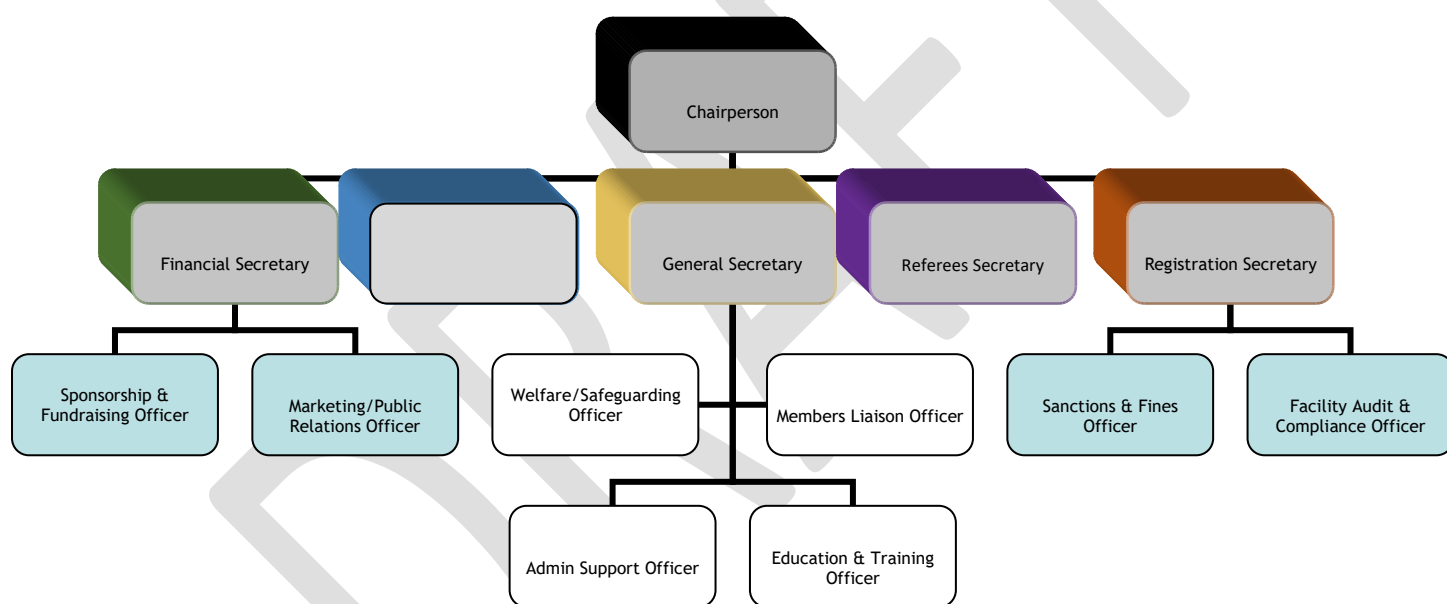 DRAFT
Chairperson
Financial Secretary
General Secretary
Referees Secretary
Registration Secretary
Sponsorship &
Fundraising Officer
Marketing/Public
Relations Officer
Welfare/Safeguarding
Officer
Members Liaison Officer
Sanctions & Fines
Officer
Facility Audit &
Compliance Officer
Admin Support Officer
Education & Training
Officer